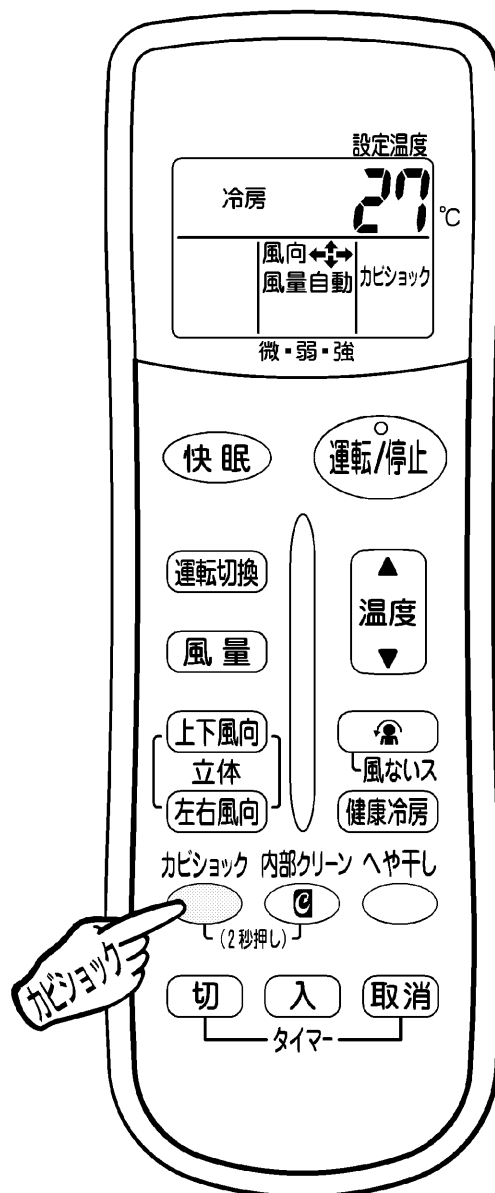 設定温度
冷房 27 ℃
風向
風量自動 カビショック
微・弱・強
快眠 運転/停止
運転切換
▲
温度
▼
風量
上下風向
立体
左右風向
風ないス
健康冷房
カビショック 内部クリーン へや干し
(2秒押し)
カビショック
切 入 取消
タイマー